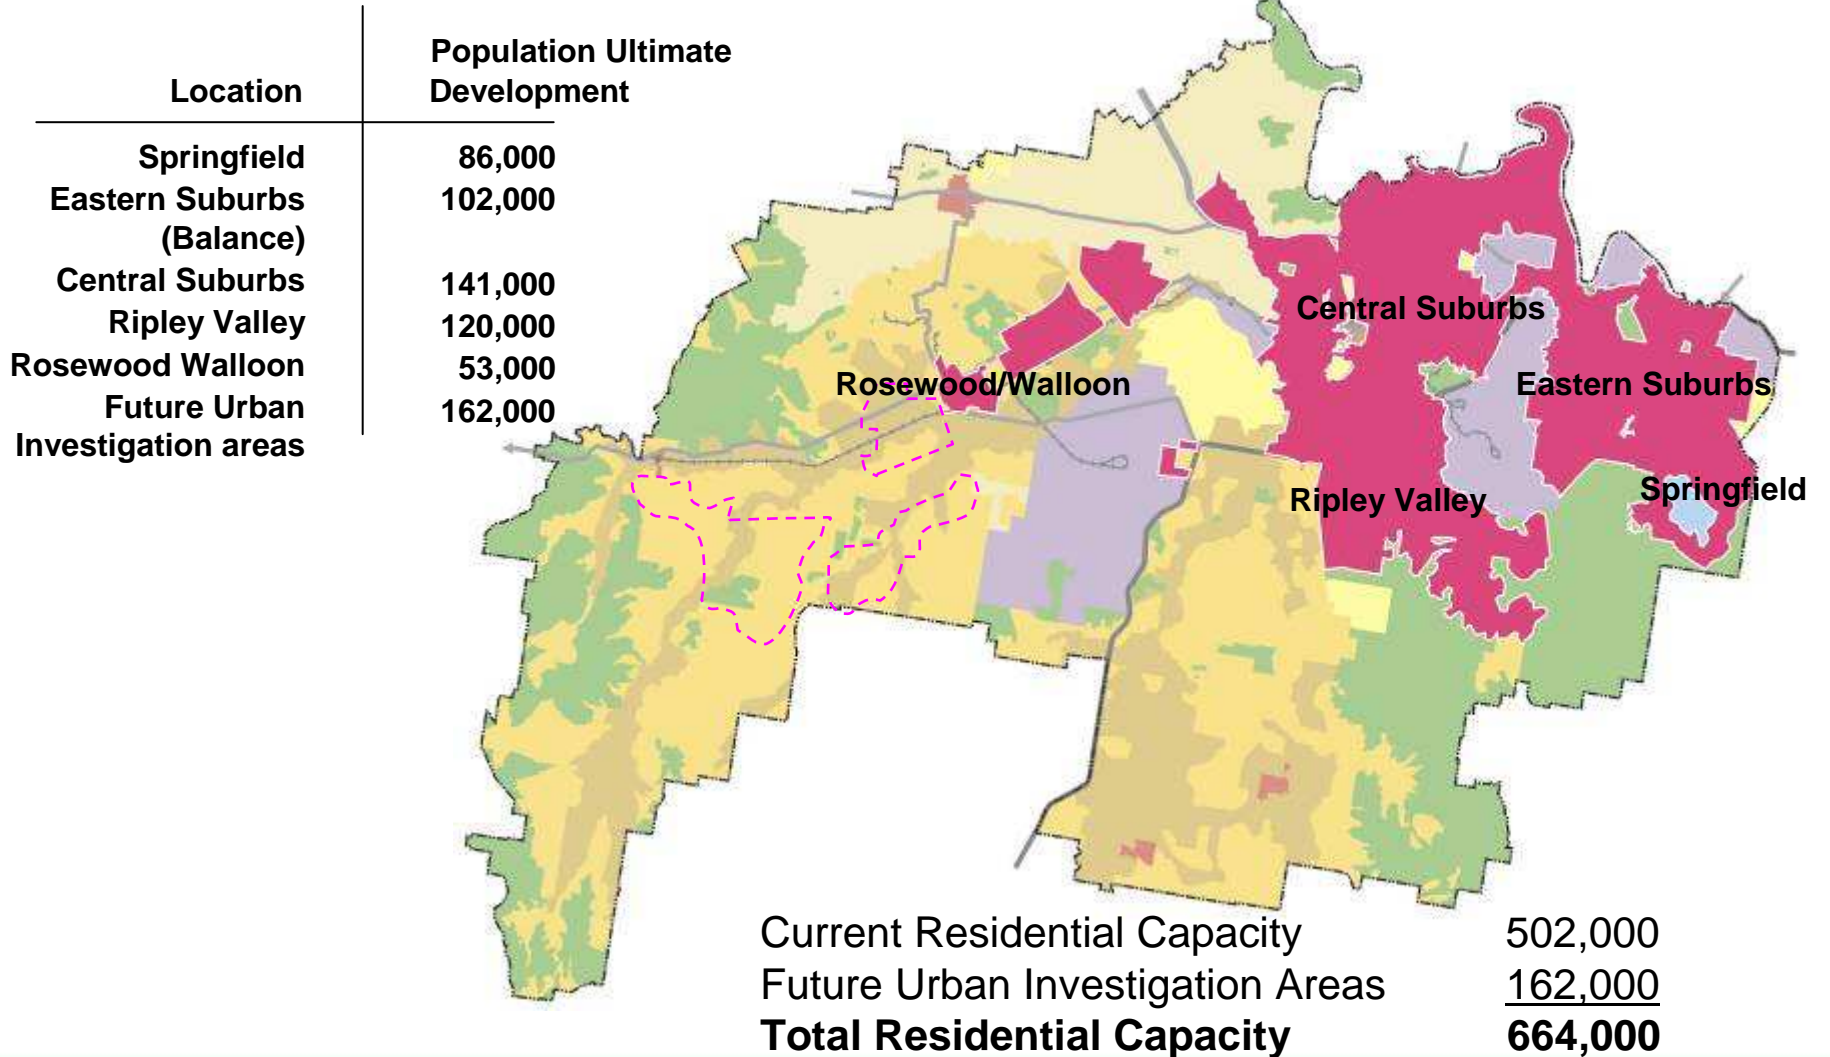 Population Ultimate
Location Development
Springfield 86,000
Eastern Suburbs 102,000
(Balance)
Central Suburbs 141,000
Ripley Valley 120,000
Rosewood Walloon 53,000
Future Urban 162,000
Investigation areas
Central Suburbs
Rosewood/Walloon
Eastern Suburbs
Ripley Valley
Springfield
Current Residential Capacity 502,000
Future Urban Investigation Areas 162,000
Total Residential Capacity 664,000